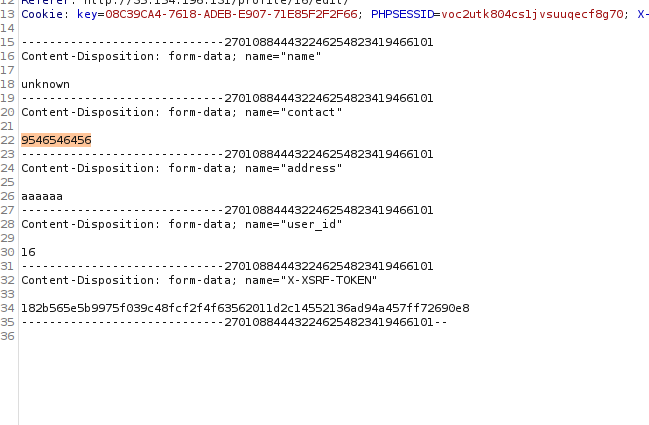 12 Referer: http://35.154.196.131/profile/16/edit/
13 Cookie: key=08C39CA4-7618-ADEB-E907-71E85F2F2F66; PHPSESSID=voc2utk804cs1jvsuuqecf8g70; X-
14
15 -----------------------------2701088444322462548234194661​01
16 Content-Disposition: form-data; name="name"
17
18 unknown
19 -----------------------------270108844432246254823419466101
20 Content-Disposition: form-data; name="contact"
21
22 9546546456
23 -----------------------------270108844432246254823419466101
24 Content-Disposition: form-data; name="address"
25
26 aaaaaa
27 -----------------------------270108844432246254823419466101
28 Content-Disposition: form-data; name="user_id"
29
30 16
31 -----------------------------270108844432246254823419466101
32 Content-Disposition: form-data; name="X-XSRF-TOKEN"
33
34 182b565e5b9975f039c48fcf2f4f63562011d2c14552136ad94a457ff72690e8
35 -----------------------------270108844432246254823419466101--
36